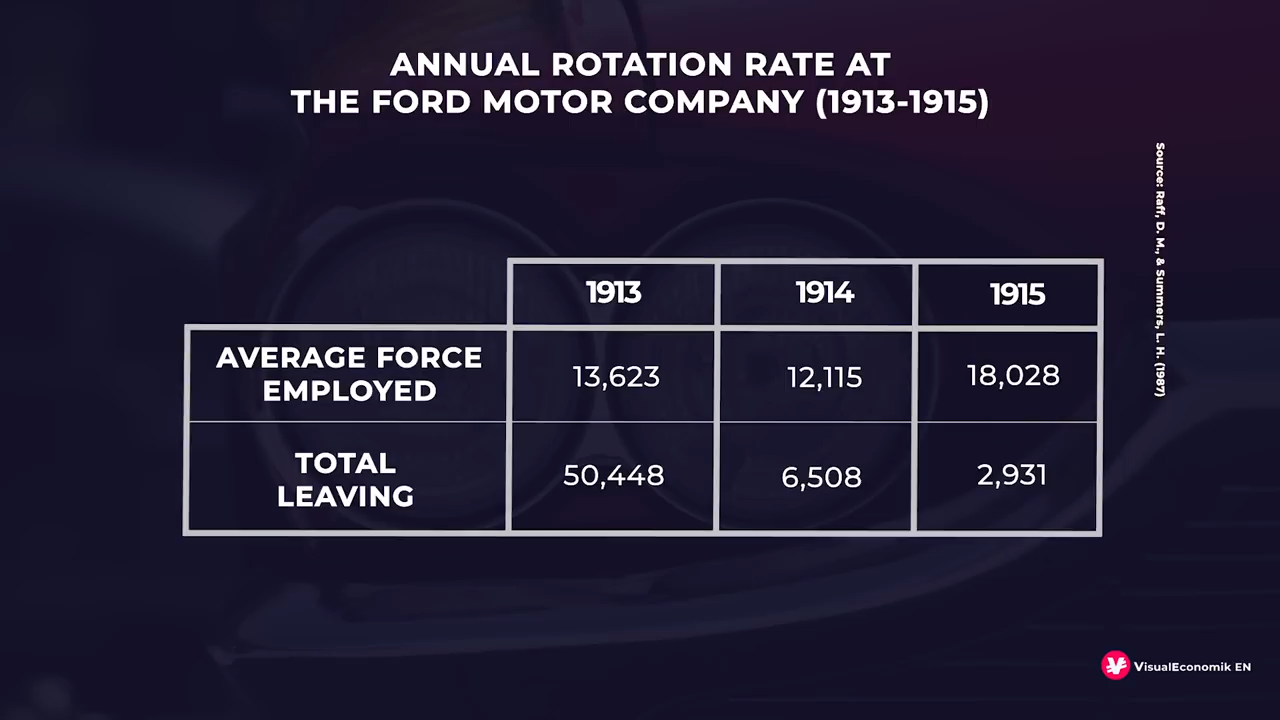 ANNUAL ROTATION RATE AT
THE FORD MOTOR COMPANY (1913-1915)
Source: Raff, D. M., & Summers, L. H. (1987)
1913 1914 1915
AVERAGE FORCE
EMPLOYED
13,623 12,115 18,028
TOTAL
LEAVING
50,448 6,508 2,931
VISUALECONOMIK EN